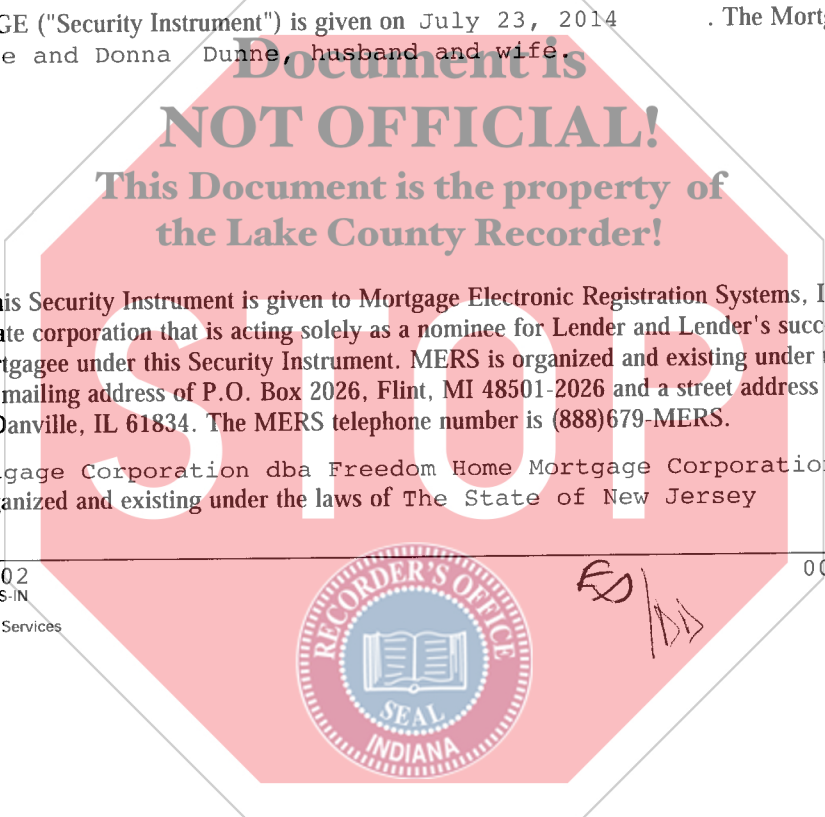 GE ("Security Instrument") is given on July 23, 2014 . The Mortg
e and Donna Dunne, husband and wife.
Document is
NOT OFFICIAL!
This Document is the property of
the Lake County Recorder!
is Security Instrument is given to Mortgage Electronic Registration Systems, I
te corporation that is acting solely as a nominee for Lender and Lender's succ
tgagee under this Security Instrument. MERS is organized and existing under
mailing address of P.O. Box 2026, Flint, MI 48501-2026 and a street address
Danville, IL 61834. The MERS telephone number is (888)679-MERS.
gage Corporation dba Freedom Home Mortgage Corporatio
anized and existing under the laws of The State of New Jersey
STOP
02
S-IN
Services
RECORDER'S OFFICE
SEAL
INDIANA